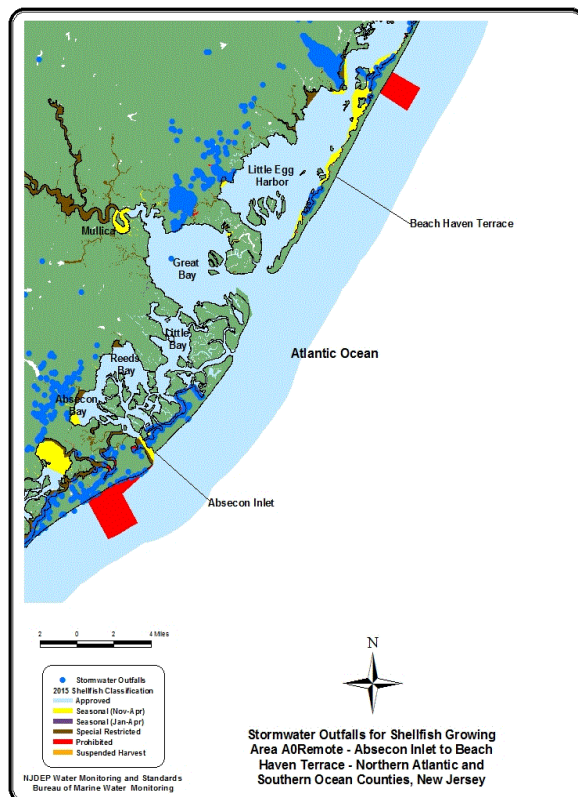 Little Egg
Harbor
Beach Haven Terrace
Mullica
Great
Bay
Little
Bay
Atlantic Ocean
Reeds
Bay
Absecon
Bay
Absecon Inlet
2 0 2 4 Miles
N
Stormwater Outfalls
2015 Shellfish Classification
Approved
Seasonal (Nov-Apr)
Seasonal (Jan-Apr)
Special Restricted
Prohibited
Suspended Harvest
NJDEP Water Monitoring and Standards
Bureau of Marine Water Monitoring
Stormwater Outfalls for Shellfish Growing
Area A0Remote - Absecon Inlet to Beach
Haven Terrace - Northern Atlantic and
Southern Ocean Counties, New Jersey